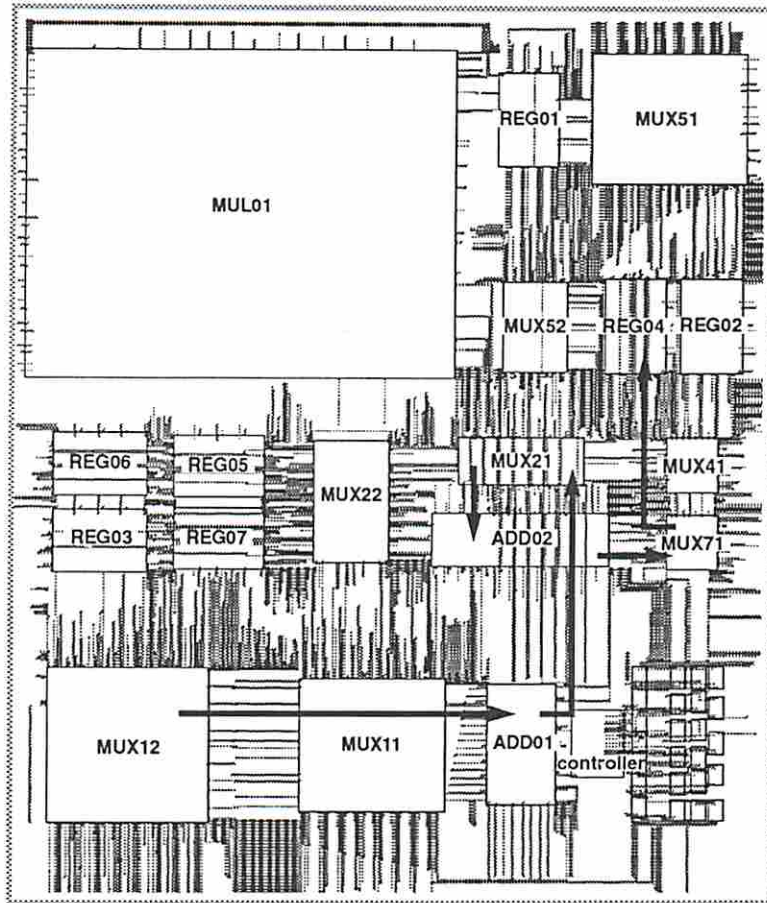 REG01
MUX51
MUL01
MUX52
REG04
REG02
REG06
REG05
MUX22
MUX21
MUX41
REG03
REG07
ADD02
MUX71
MUX12
MUX11
ADD01
controller